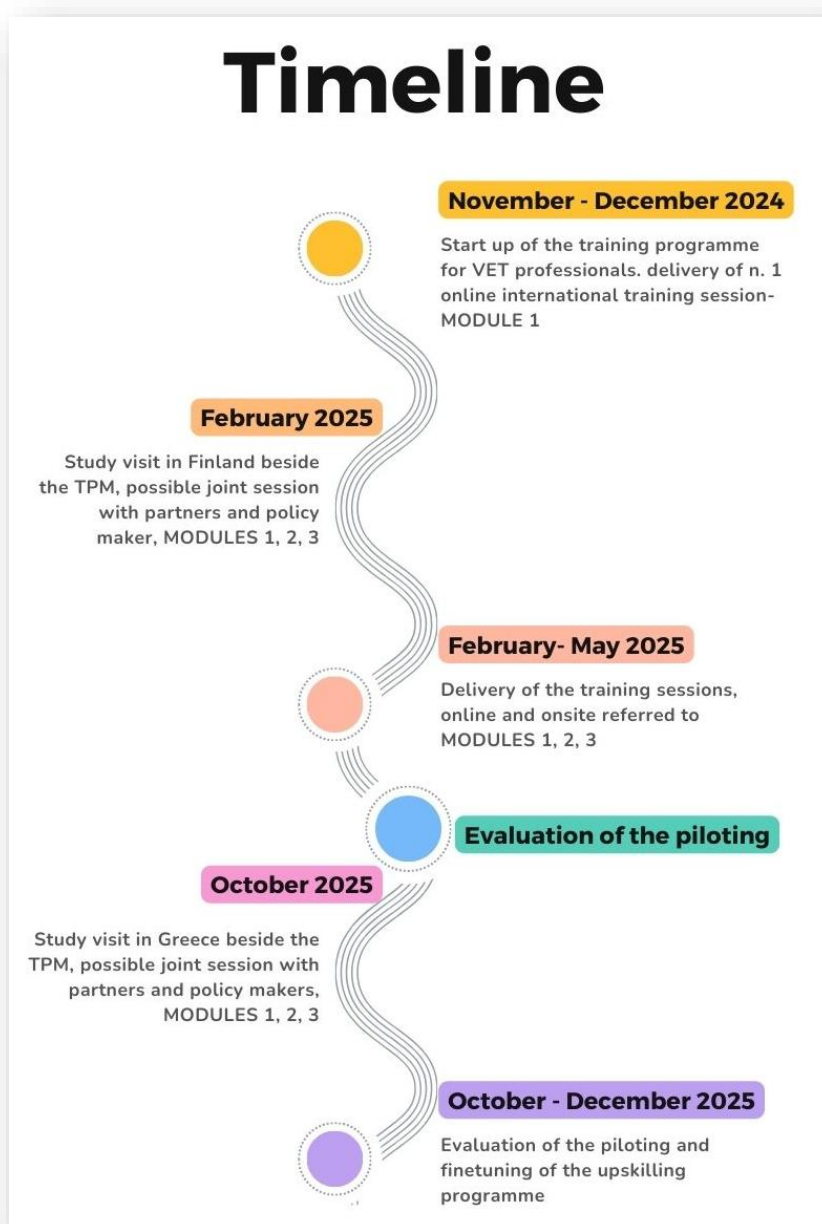 Timeline
November - December 2024
Start up of the training programme
for VET professionals. delivery of n. 1
online international training session-
MODULE 1
February 2025
Study visit in Finland beside
the TPM, possible joint session
with partners and policy
maker, MODULES 1, 2, 3
February- May 2025
Delivery of the training sessions,
online and onsite referred to
MODULES 1, 2, 3
Evaluation of the piloting
October 2025
Study visit in Greece beside the
TPM, possible joint session with
partners and policy makers,
MODULES 1, 2, 3
October - December 2025
Evaluation of the piloting and
finetuning of the upskilling
programme